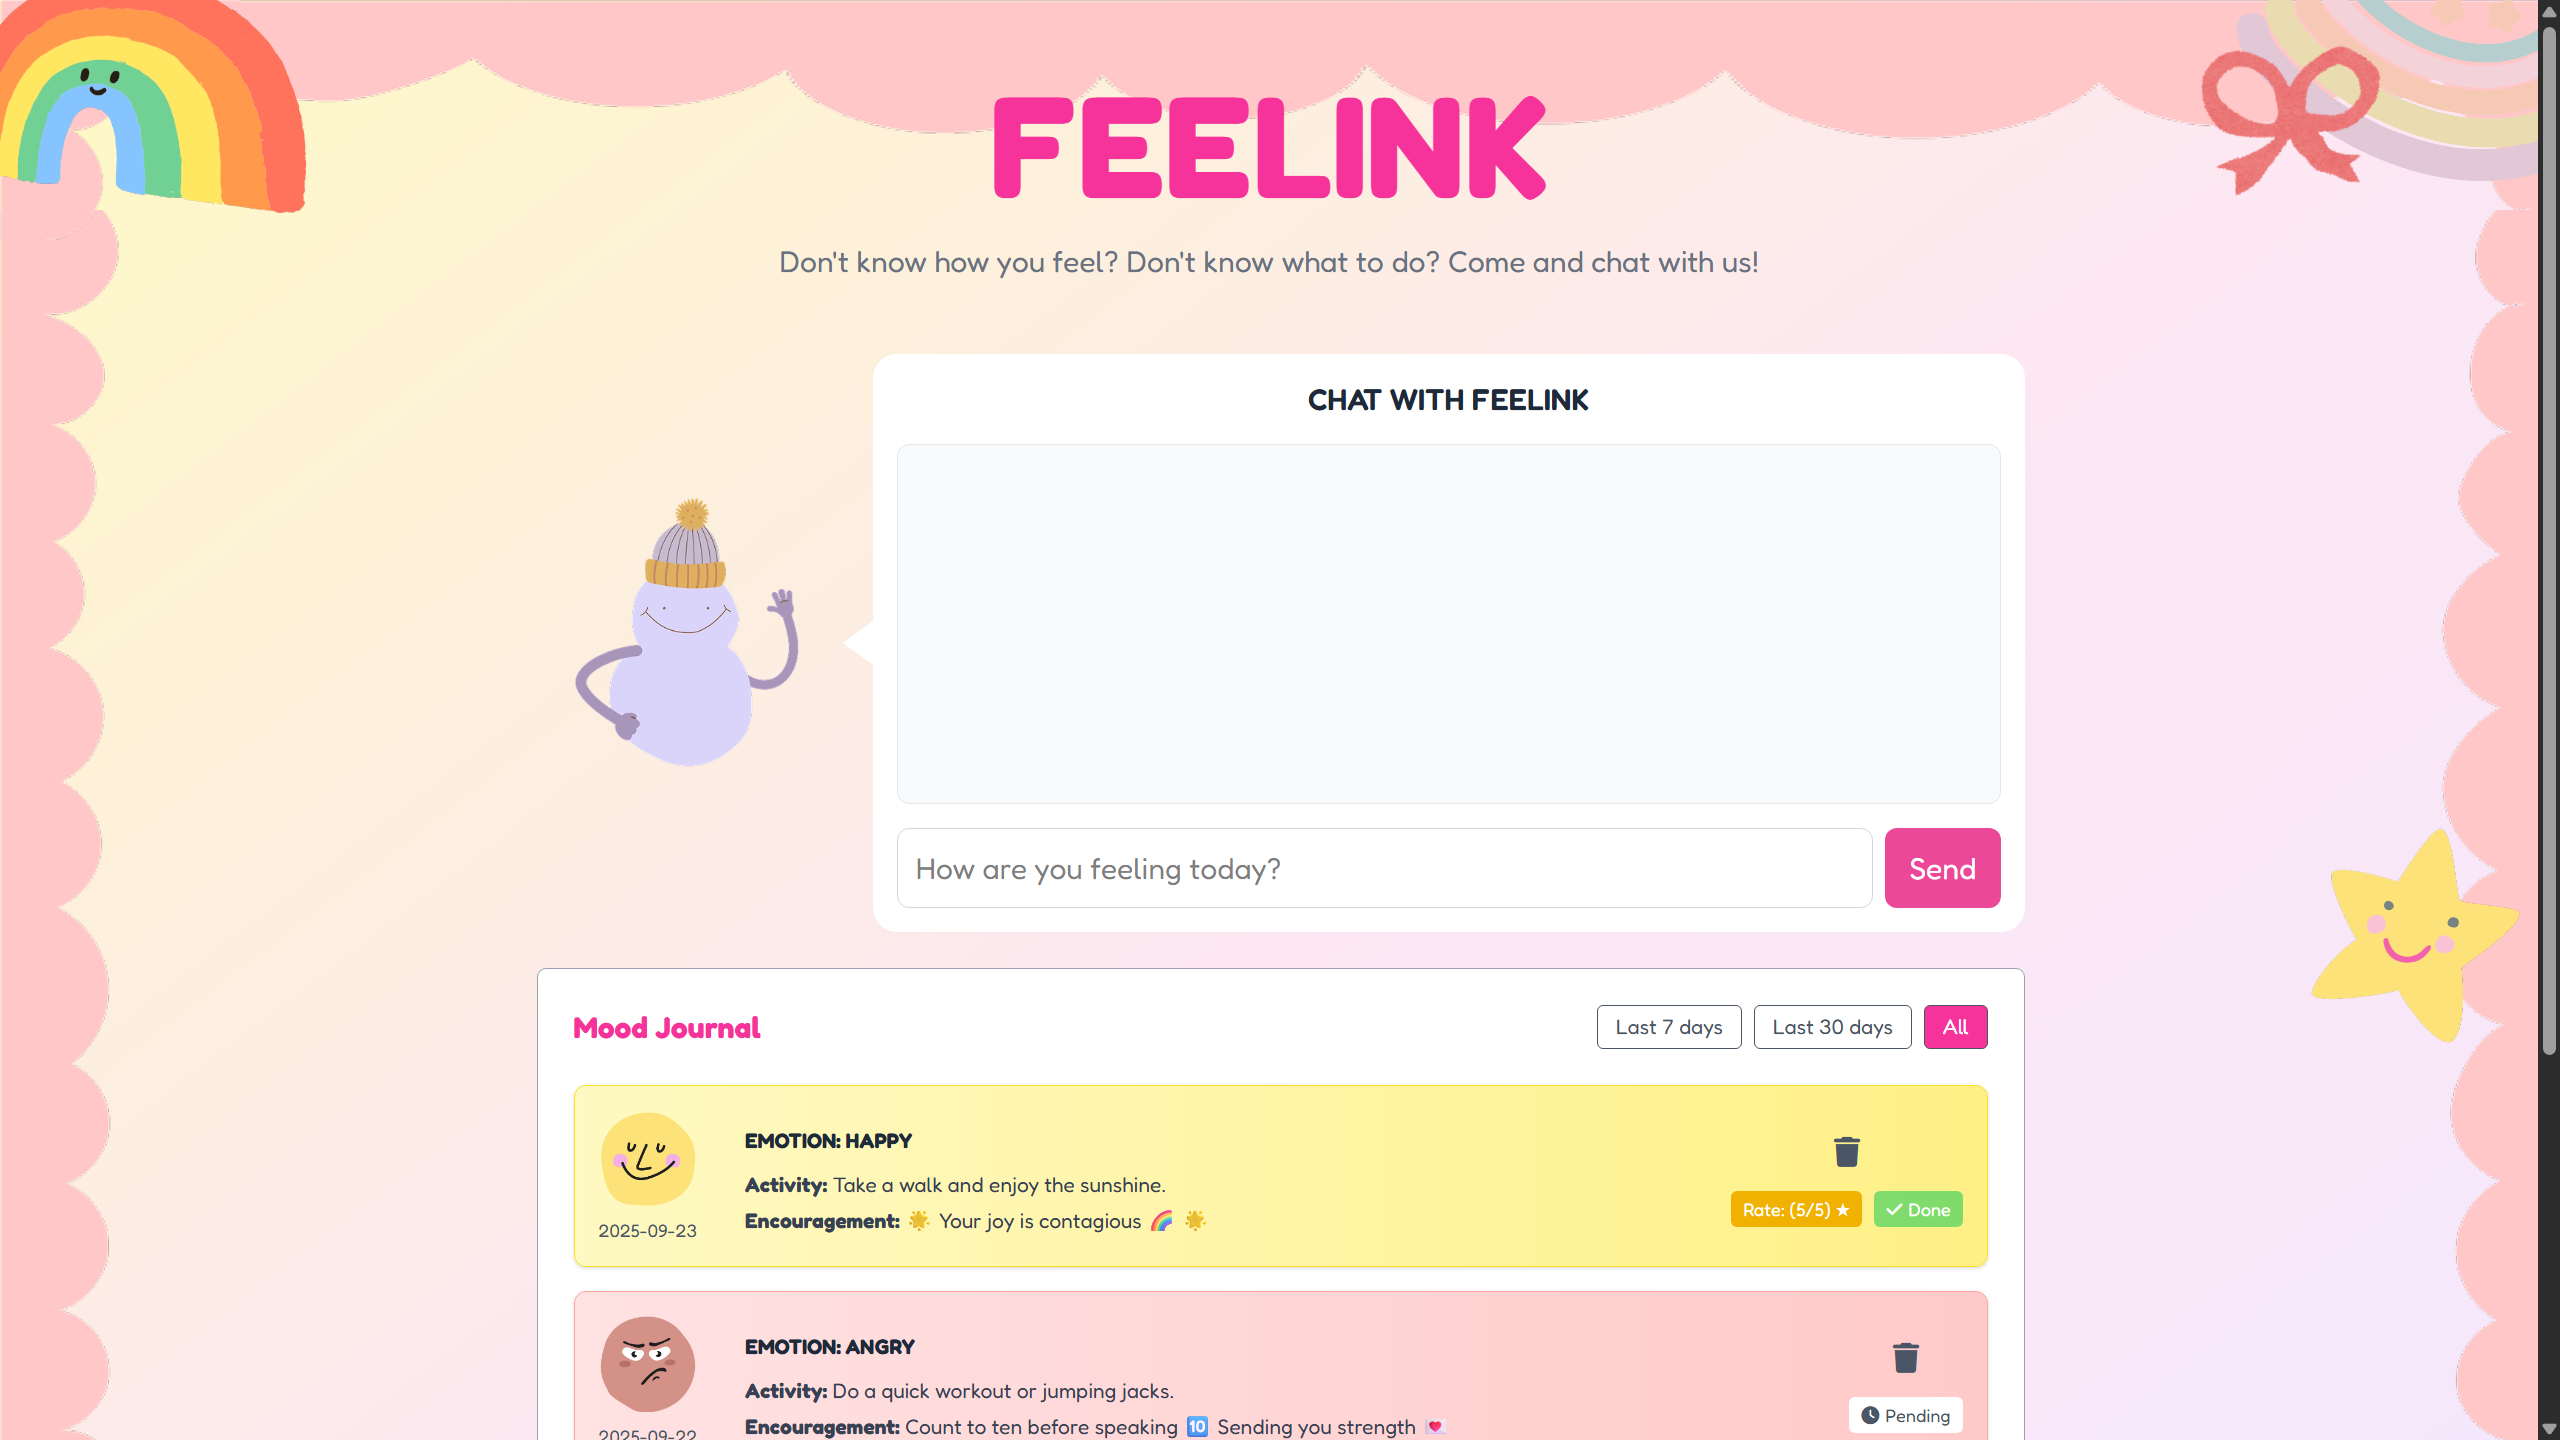 FEELINK
Don't know how you feel? Don't know what to do? Come and chat with us!
CHAT WITH FEELINK
How are you feeling today?
Send
Mood Journal
Last 7 days
Last 30 days
All
EMOTION: HAPPY
Activity: Take a walk and enjoy the sunshine.
Encouragement: 🌟 Your joy is contagious 🌈 🌟
2025-09-23
Rate: (5/5) ★
✓ Done
EMOTION: ANGRY
Activity: Do a quick workout or jumping jacks.
Encouragement: Count to ten before speaking 🔟 Sending you strength 💌
2025-09-22
Pending